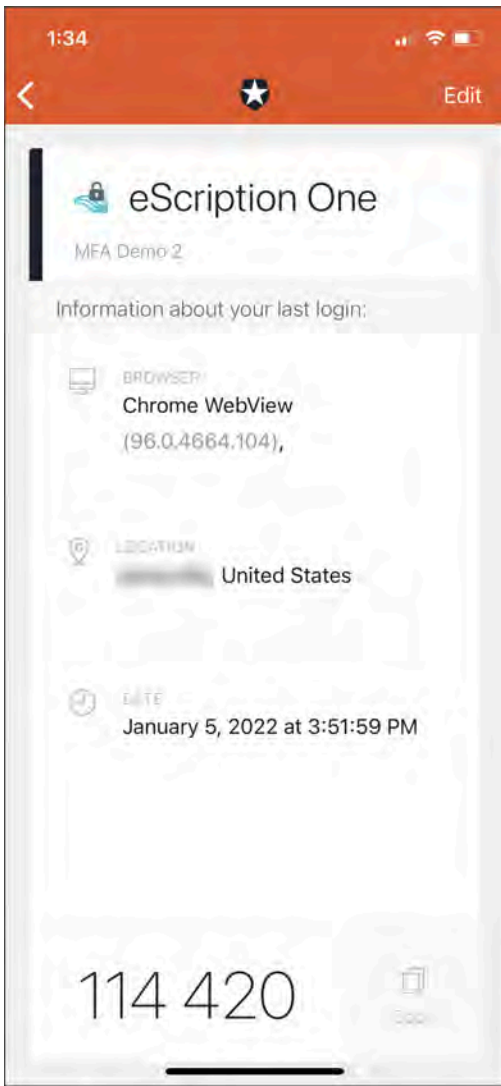 1:34
Edit
eScription One
MFA Demo 2
Information about your last login:
BROWSER
Chrome WebView
(96.0.4664.104),
LOCATION
United States
DATE
January 5, 2022 at 3:51:59 PM
114 420
Copy